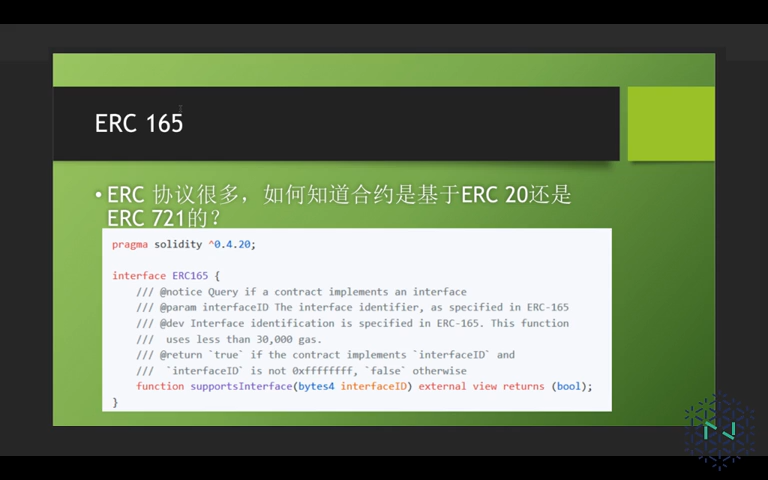 ERC 165
• ERC 协议很多，如何知道合约是基于ERC 20还是
ERC 721的？
pragma solidity ^0.4.20;
interface ERC165 {
/// @notice Query if a contract implements an interface
/// @param interfaceID The interface identifier, as specified in ERC-165
/// @dev Interface identification is specified in ERC-165. This function
/// uses less than 30,000 gas.
/// @return `true` if the contract implements `interfaceID` and
/// `interfaceID` is not 0xffffffff, `false` otherwise
function supportsInterface(bytes4 interfaceID) external view returns (bool);
}